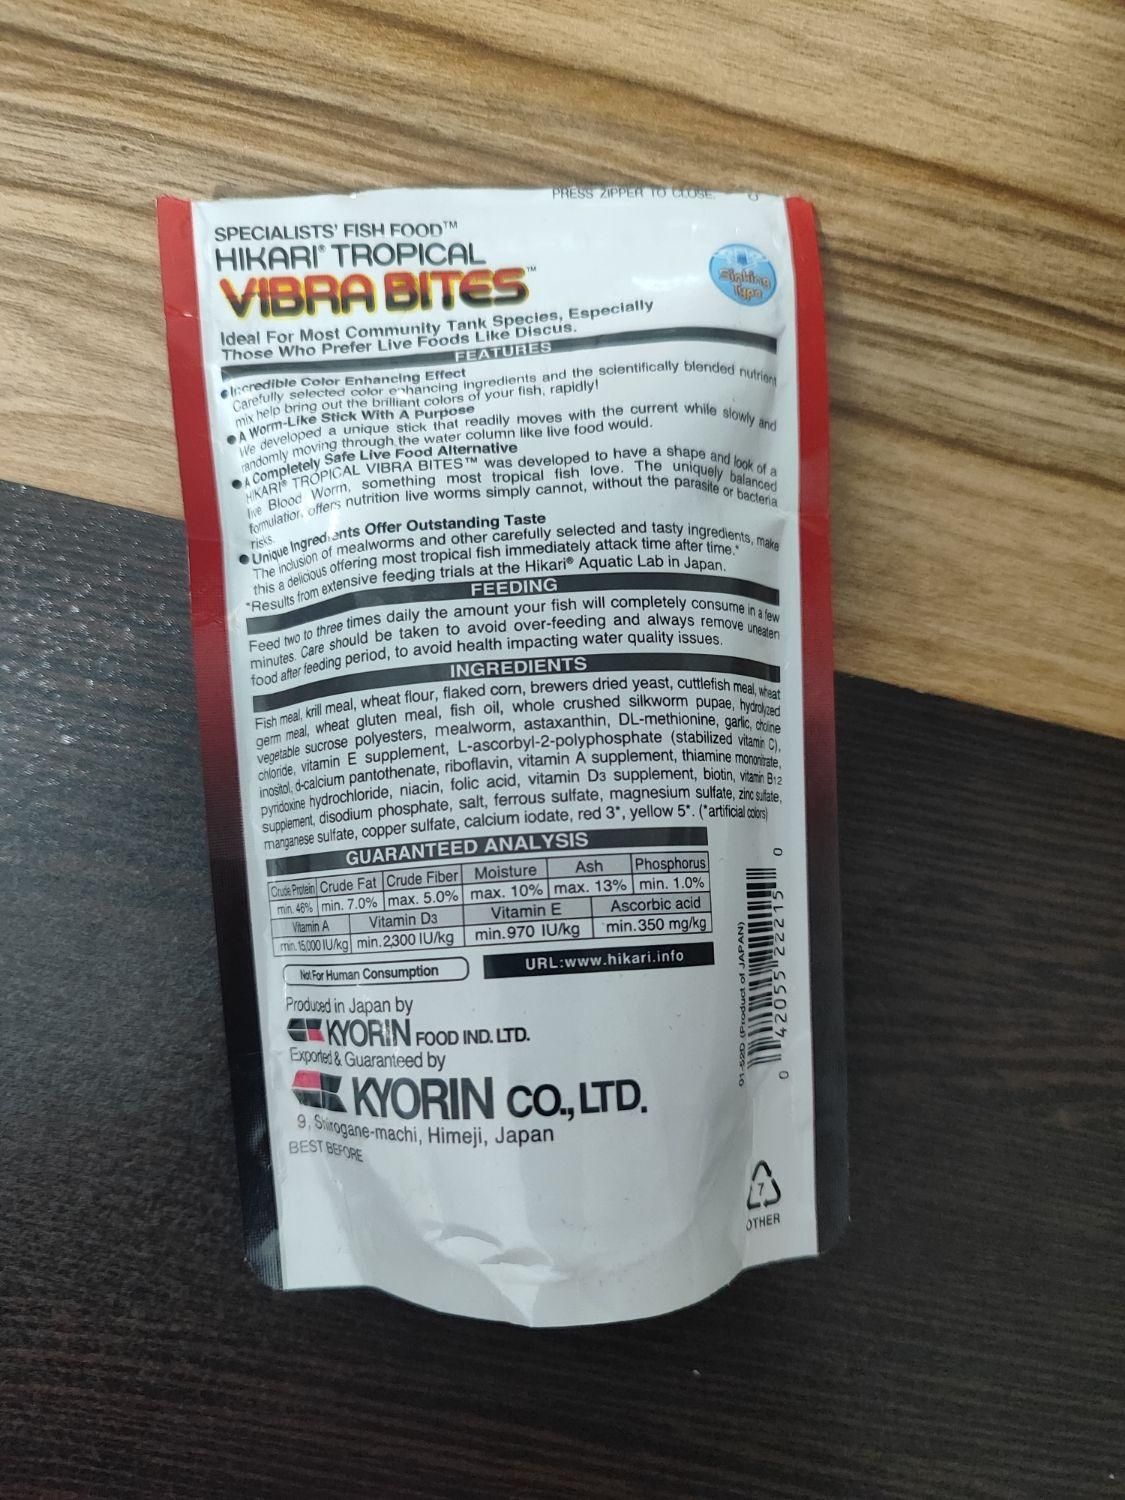 PRESS ZIPPER TO CLOSE.
SPECIALISTS' FISH FOOD™
HIKARI® TROPICAL
VIBRA BITES™
Sinking
Type
Ideal For Most Community Tank Species, Especially
Those Who Prefer Live Foods Like Discus.
FEATURES
●Incredible Color Enhancing Effect
Carefully selected color enhancing ingredients and the scientifically blended nutrient
mix help bring out the brilliant colors of your fish, rapidly!
●A Worm-Like Stick With A Purpose
We developed a unique stick that readily moves with the current while slowly and
randomly moving through the water column like live food would.
●A Completely Safe Live Food Alternative
HIKARI® TROPICAL VIBRA BITES™ was developed to have a shape and look of a
live Blood Worm, something most tropical fish love. The uniquely balanced
formulation offers nutrition live worms simply cannot, without the parasite or bacteria
risks.
●Unique Ingredients Offer Outstanding Taste
The inclusion of mealworms and other carefully selected and tasty ingredients, make
this a delicious offering most tropical fish immediately attack time after time.*
*Results from extensive feeding trials at the Hikari® Aquatic Lab in Japan.
FEEDING
Feed two to three times daily the amount your fish will completely consume in a few
minutes. Care should be taken to avoid over-feeding and always remove uneaten
food after feeding period, to avoid health impacting water quality issues.
INGREDIENTS
Fish meal, krill meal, wheat flour, flaked corn, brewers dried yeast, cuttlefish meal, wheat
germ meal, wheat gluten meal, fish oil, whole crushed silkworm pupae, hydrolyzed
vegetable sucrose polyesters, mealworm, astaxanthin, DL-methionine, garlic, choline
chloride, vitamin E supplement, L-ascorbyl-2-polyphosphate (stabilized vitamin C),
inositol, d-calcium pantothenate, riboflavin, vitamin A supplement, thiamine mononitrate,
pyridoxine hydrochloride, niacin, folic acid, vitamin D3 supplement, biotin, vitamin B12
supplement, disodium phosphate, salt, ferrous sulfate, magnesium sulfate, zinc sulfate,
manganese sulfate, copper sulfate, calcium iodate, red 3*, yellow 5*. (*artificial colors)
GUARANTEED ANALYSIS
Crude Protein Crude Fat Crude Fiber Moisture Ash Phosphorus
min. 46% min. 7.0% max. 5.0% max. 10% max. 13% min. 1.0%
Vitamin A Vitamin D3 Vitamin E Ascorbic acid
min. 15,000 IU/kg min. 2,300 IU/kg min. 970 IU/kg min. 350 mg/kg
Not For Human Consumption
URL:www.hikari.info
Produced in Japan by
KYORIN FOOD IND. LTD.
Exported & Guaranteed by
KYORIN CO., LTD.
9, Shirogane-machi, Himeji, Japan
BEST BEFORE
01-52D (Product of JAPAN)
0 42055 22215 0
7
OTHER